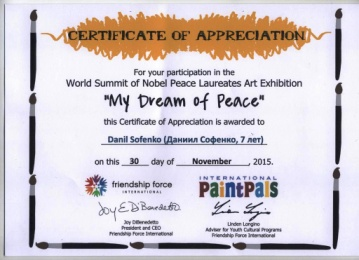 CERTIFICATE OF APPRECIATION
For your participation in the
World Summit of Nobel Peace Laureates Art Exhibition
"My Dream of Peace"
this Certificate of Appreciation is awarded to
Danil Sofenko (Даниил Софенко, 7 лет)
on this 30 day of November, 2015.
friendship force
INTERNATIONAL
INTERNATIONAL
PaintPals
Joy E DiBenedetto
Joy DiBenedetto
President and CEO
Friendship Force International
Linden Longino
Adviser for Youth Cultural Programs
Friendship Force International